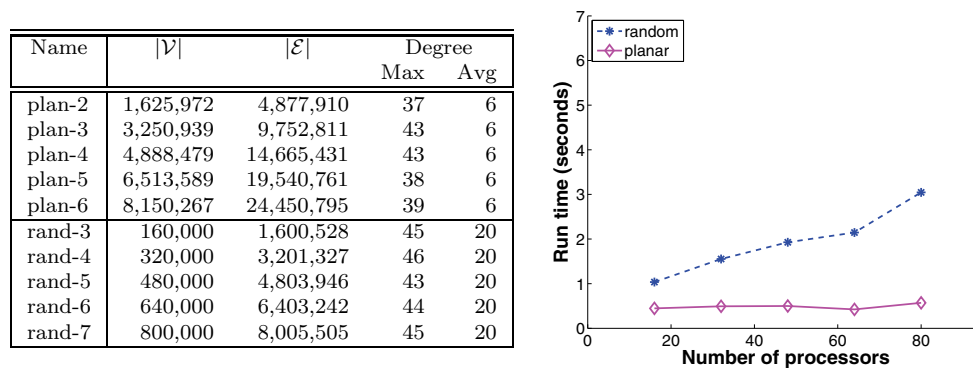 Name |V| |E| Degree
Max Avg
plan-2 1,625,972 4,877,910 37 6
plan-3 3,250,939 9,752,811 43 6
plan-4 4,888,479 14,665,431 43 6
plan-5 6,513,589 19,540,761 38 6
plan-6 8,150,267 24,450,795 39 6
rand-3 160,000 1,600,528 45 20
rand-4 320,000 3,201,327 46 20
rand-5 480,000 4,803,946 43 20
rand-6 640,000 6,403,242 44 20
rand-7 800,000 8,005,505 45 20
7
6
5
4
3
2
1
0
Run time (seconds)
random
planar
0 20 40 60 80
Number of processors